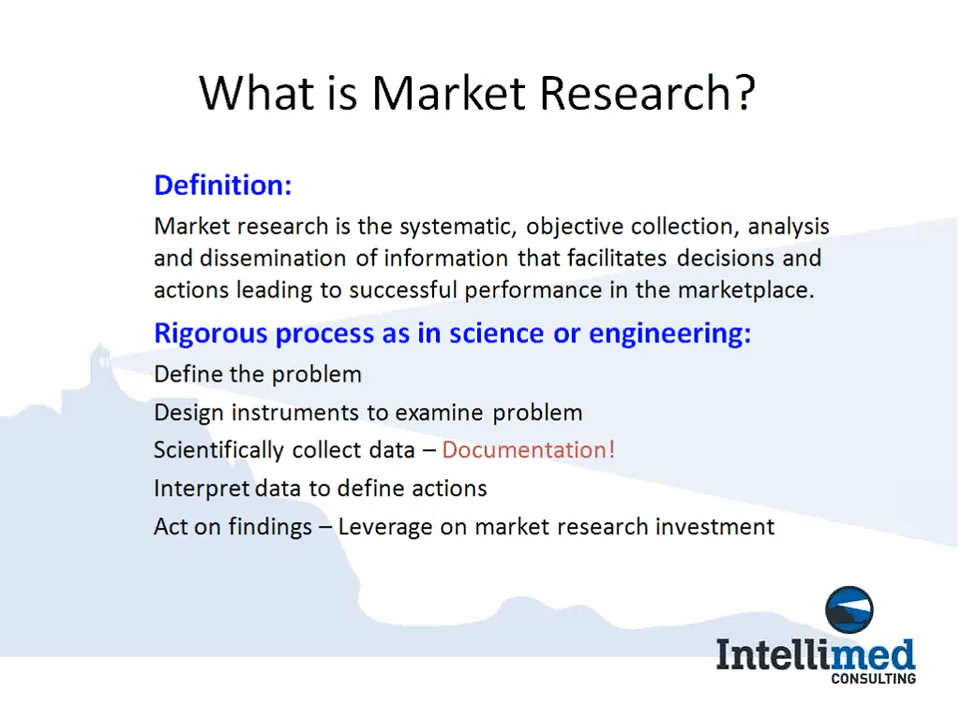 What is Market Research?
Definition:
Market research is the systematic, objective collection, analysis
and dissemination of information that facilitates decisions and
actions leading to successful performance in the marketplace.
Rigorous process as in science or engineering:
Define the problem
Design instruments to examine problem
Scientifically collect data – Documentation!
Interpret data to define actions
Act on findings – Leverage on market research investment
Intellimed
CONSULTING